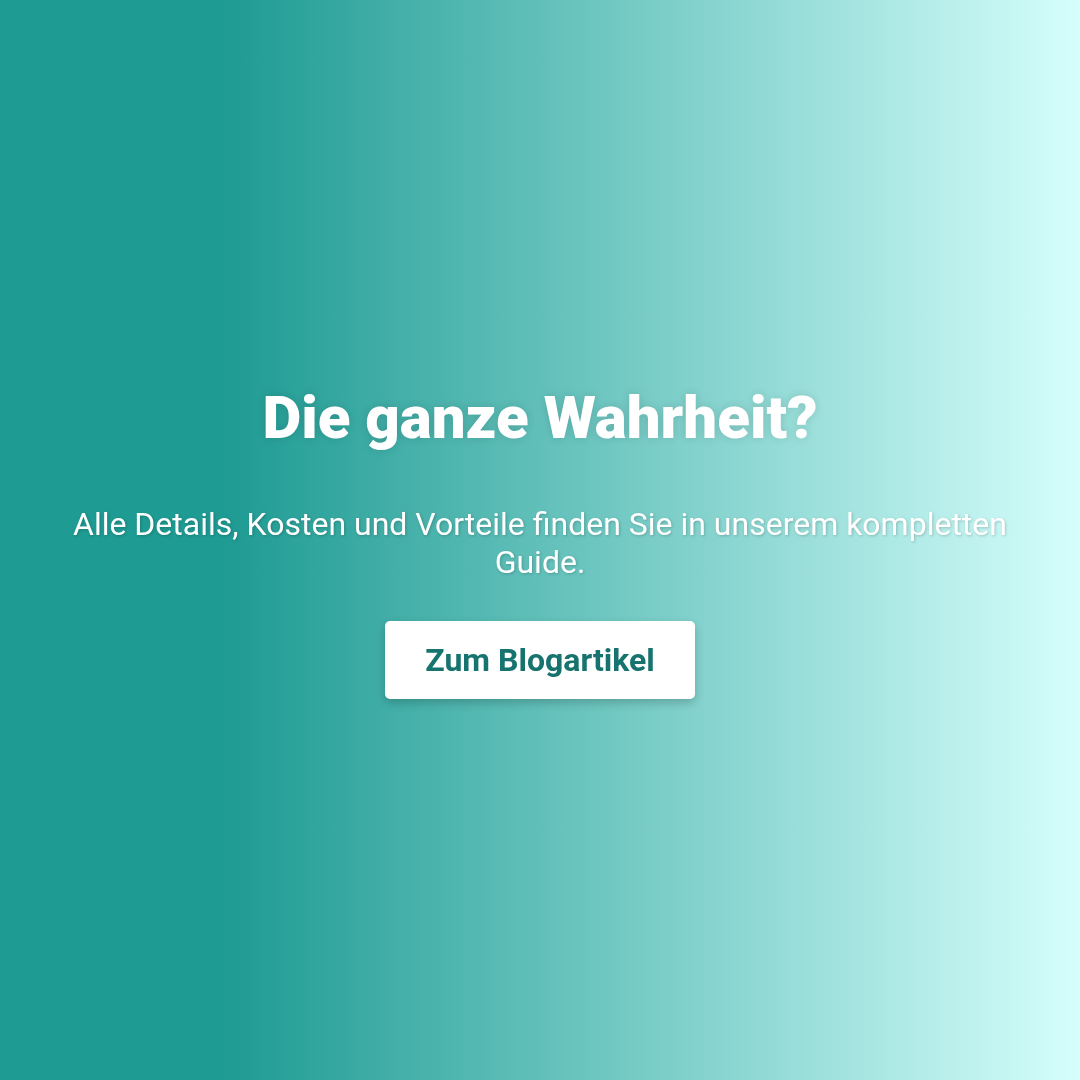 Die ganze Wahrheit?
Alle Details, Kosten und Vorteile finden Sie in unserem kompletten
Guide.
Zum Blogartikel